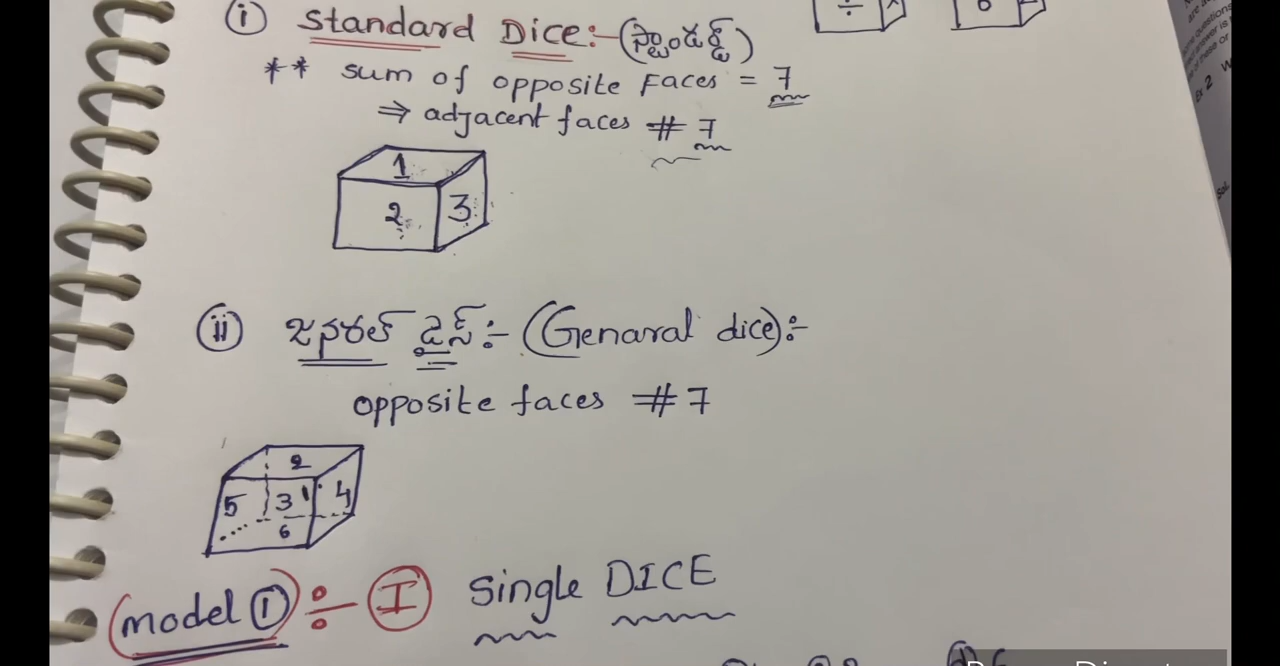 (i) Standard Dice:- (స్టాండర్డ్)
** sum of opposite Faces = 7
⇒ adjacent faces # 7
1
2 3
(ii) జనరల్ డైస్:- (Genaral dice):-
opposite faces # 7
2
5 3 1 4
6
(model (1)) ÷ (I) Single DICE